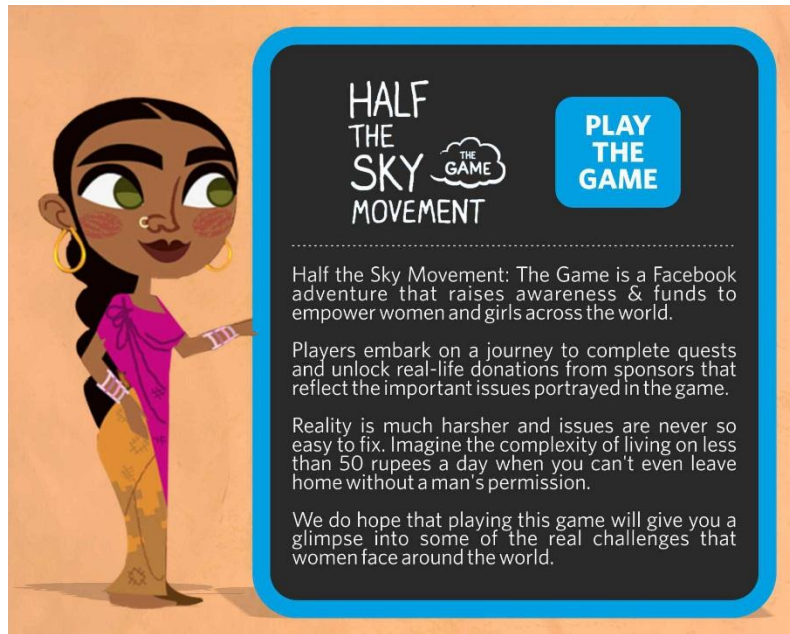 HALF
THE
SKY
THE
GAME
MOVEMENT
PLAY
THE
GAME
Half the Sky Movement: The Game is a Facebook
adventure that raises awareness & funds to
empower women and girls across the world.
Players embark on a journey to complete quests
and unlock real-life donations from sponsors that
reflect the important issues portrayed in the game.
Reality is much harsher and issues are never so
easy to fix. Imagine the complexity of living on less
than 50 rupees a day when you can't even leave
home without a man's permission.
We do hope that playing this game will give you a
glimpse into some of the real challenges that
women face around the world.